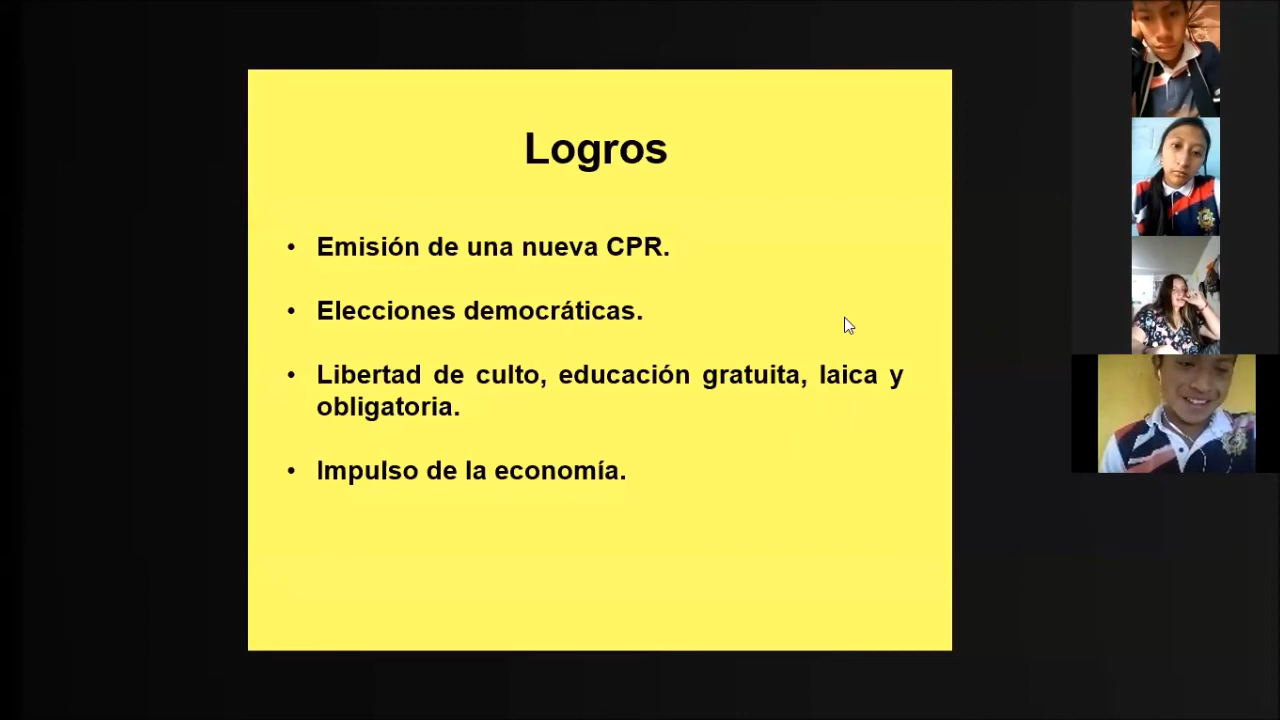 Logros
• Emisión de una nueva CPR.
• Elecciones democráticas.
• Libertad de culto, educación gratuita, laica y
obligatoria.
• Impulso de la economía.